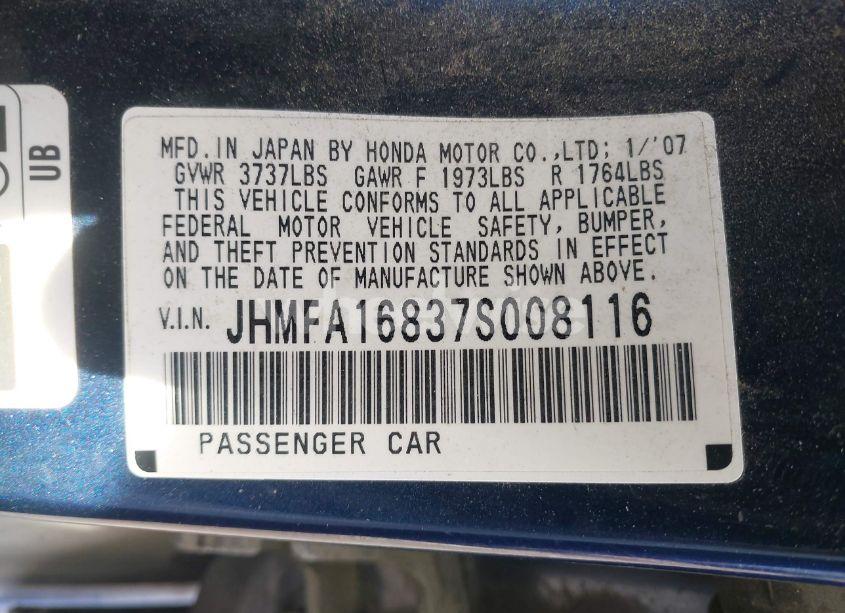 UB
MFD.IN JAPAN BY HONDA MOTOR CO.,LTD; 1/'07
GVWR 3737LBS GAWR F 1973LBS R 1764LBS
THIS VEHICLE CONFORMS TO ALL APPLICABLE
FEDERAL MOTOR VEHICLE SAFETY, BUMPER,
AND THEFT PREVENTION STANDARDS IN EFFECT
ON THE DATE OF MANUFACTURE SHOWN ABOVE.
V.I.N. JHMFA16837S008116
PASSENGER CAR